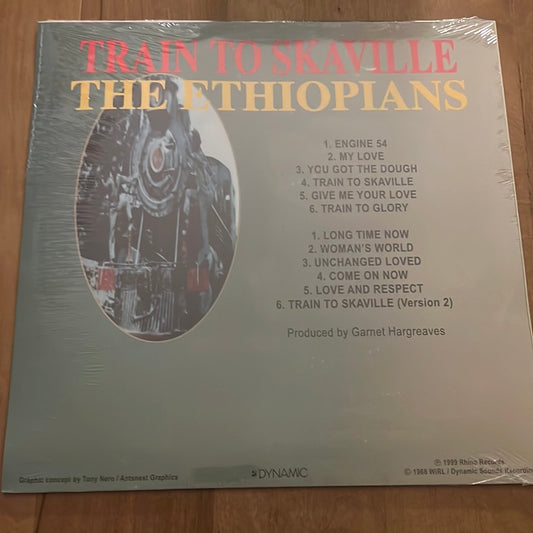 TRAIN TO SKAVILLE
THE ETHIOPIANS
1. ENGINE 54
2. MY LOVE
3. YOU GOT THE DOUGH
4. TRAIN TO SKAVILLE
5. GIVE ME YOUR LOVE
6. TRAIN TO GLORY
1. LONG TIME NOW
2. WOMAN'S WORLD
3. UNCHANGED LOVED
4. COME ON NOW
5. LOVE AND RESPECT
6. TRAIN TO SKAVILLE (Version 2)
Produced by Garnet Hargreaves
Ⓟ 1999 Rhino Records
© 1968 WIRL / Dynamic Sounds
DYNAMIC
Graphic concept by Tony Nero / Graphics